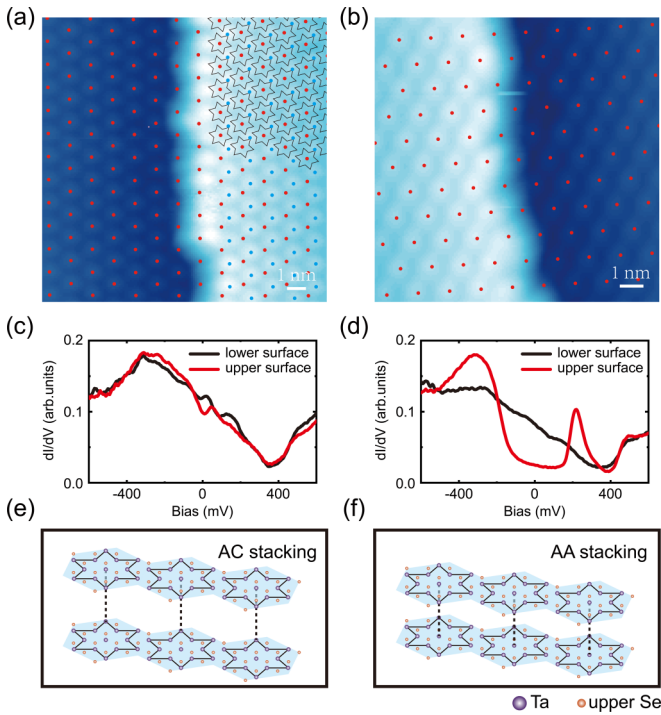 (a)
(b)
1 nm
1 nm
(c)
(d)
0.2
0.1
0.0
dI/dV (arb.units)
lower surface
upper surface
-400
0
400
Bias (mV)
0.2
0.1
0.0
dI/dV (arb.units)
lower surface
upper surface
-400
0
400
Bias (mV)
(e)
(f)
AC stacking
AA stacking
Ta
upper Se